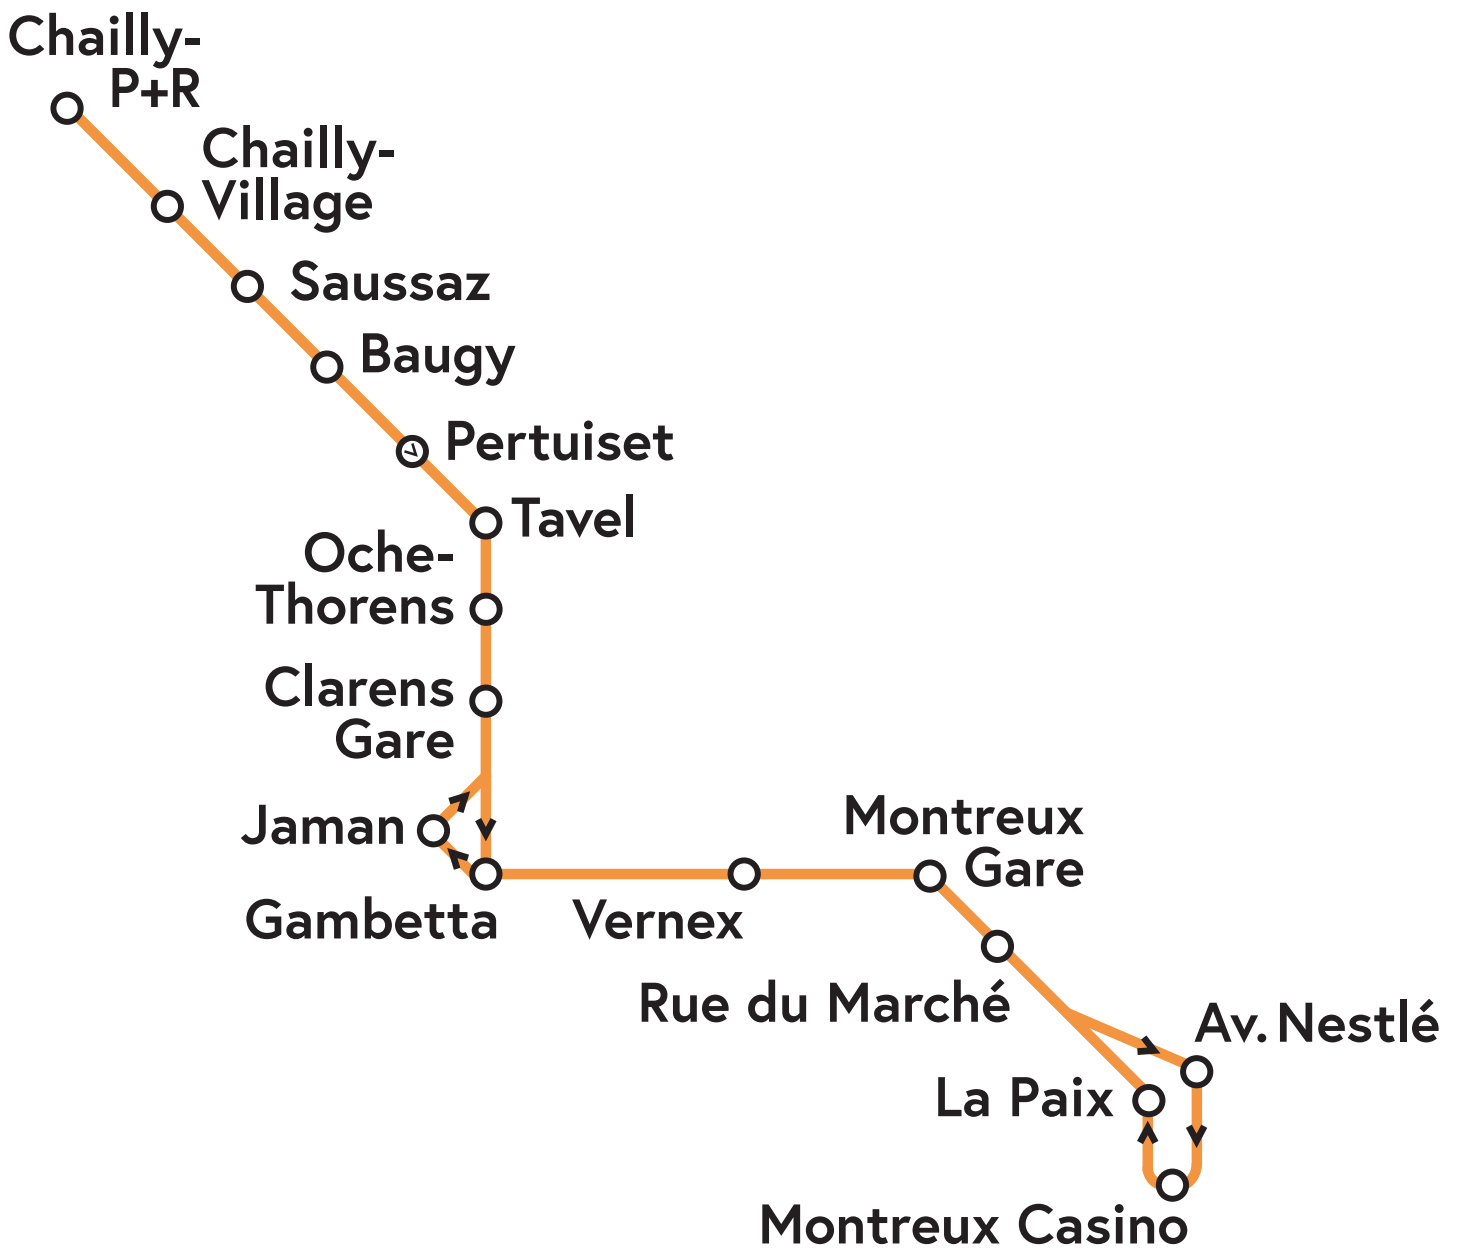 Chailly-
P+R
Chailly-
Village
Saussaz
Baugy
Pertuiset
Tavel
Oche-
Thorens
Clarens
Gare
Jaman
Gambetta
Vernex
Montreux
Gare
Rue du Marché
Av. Nestlé
La Paix
Montreux Casino